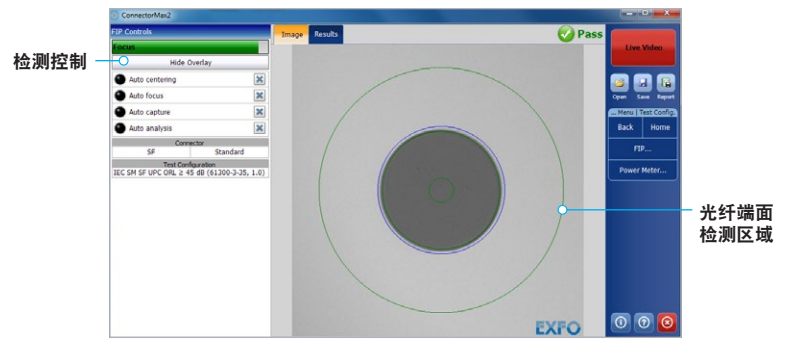 ConnectorMax2
FIP Controls
Focus
Hide Overlay
Auto centering
Auto focus
Auto capture
Auto analysis
Connector
SF Standard
Test Configuration
IEC SM SF UPC ORL ≥ 45 dB (61300-3-35, 1.0)
Image Results
Pass
EXFO
Live Video
Open Save Report
... Menu | Test Config.
Back Home
FIP...
Power Meter...
检测控制
光纤端面
检测区域